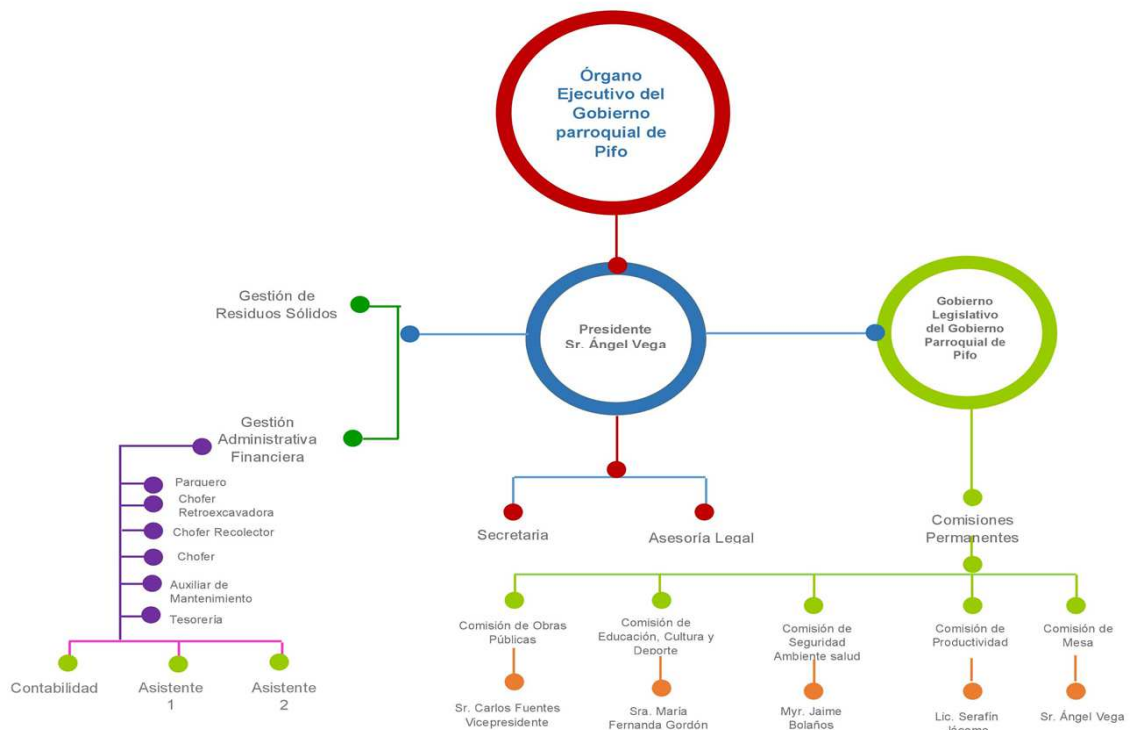 Órgano
Ejecutivo del
Gobierno
parroquial de
Pifo
Gestión de
Residuos Sólidos
Presidente
Sr. Ángel Vega
Gobierno
Legislativo
del Gobierno
Parroquial de
Pifo
Gestión
Administrativa
Financiera
Parquero
Chofer
Retroexcavadora
Chofer Recolector
Chofer
Auxiliar de
Mantenimiento
Tesorería
Contabilidad
Asistente
1
Asistente
2
Secretaria
Asesoría Legal
Comisiones
Permanentes
Comisión de Obras
Públicas
Comisión de
Educación, Cultura y
Deporte
Comisión de
Seguridad
Ambiente salud
Comisión de
Productividad
Comisión de
Mesa
Sr. Carlos Fuentes
Vicepresidente
Sra. María
Fernanda Gordón
Myr. Jaime
Bolaños
Lic. Serafín
Jácome
Sr. Ángel Vega